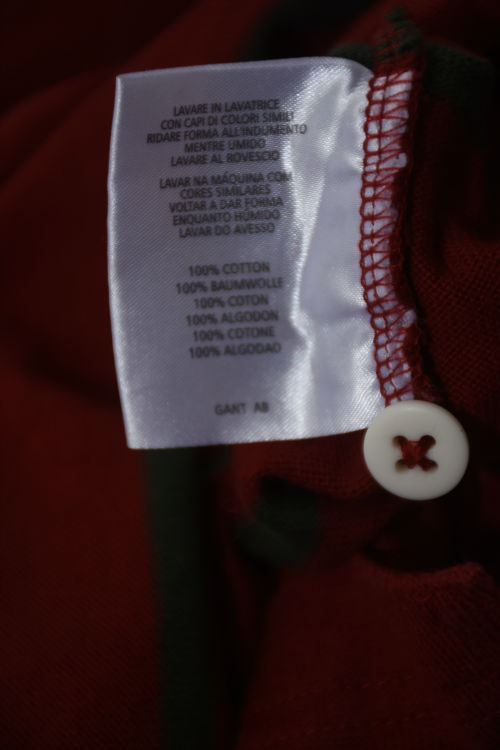 LAVARE IN LAVATRICE
CON CAPI DI COLORI SIMILI
RIDARE FORMA ALL'INDUMENTO
MENTRE UMIDO
LAVARE AL ROVESCIO
LAVAR NA MÁQUINA COM
CORES SIMILARES
VOLTAR A DAR FORMA
ENQUANTO HÚMIDO
LAVAR DO AVESSO
100% COTTON
100% BAUMWOLLE
100% COTON
100% ALGODON
100% COTONE
100% ALGODAO
GANT AB